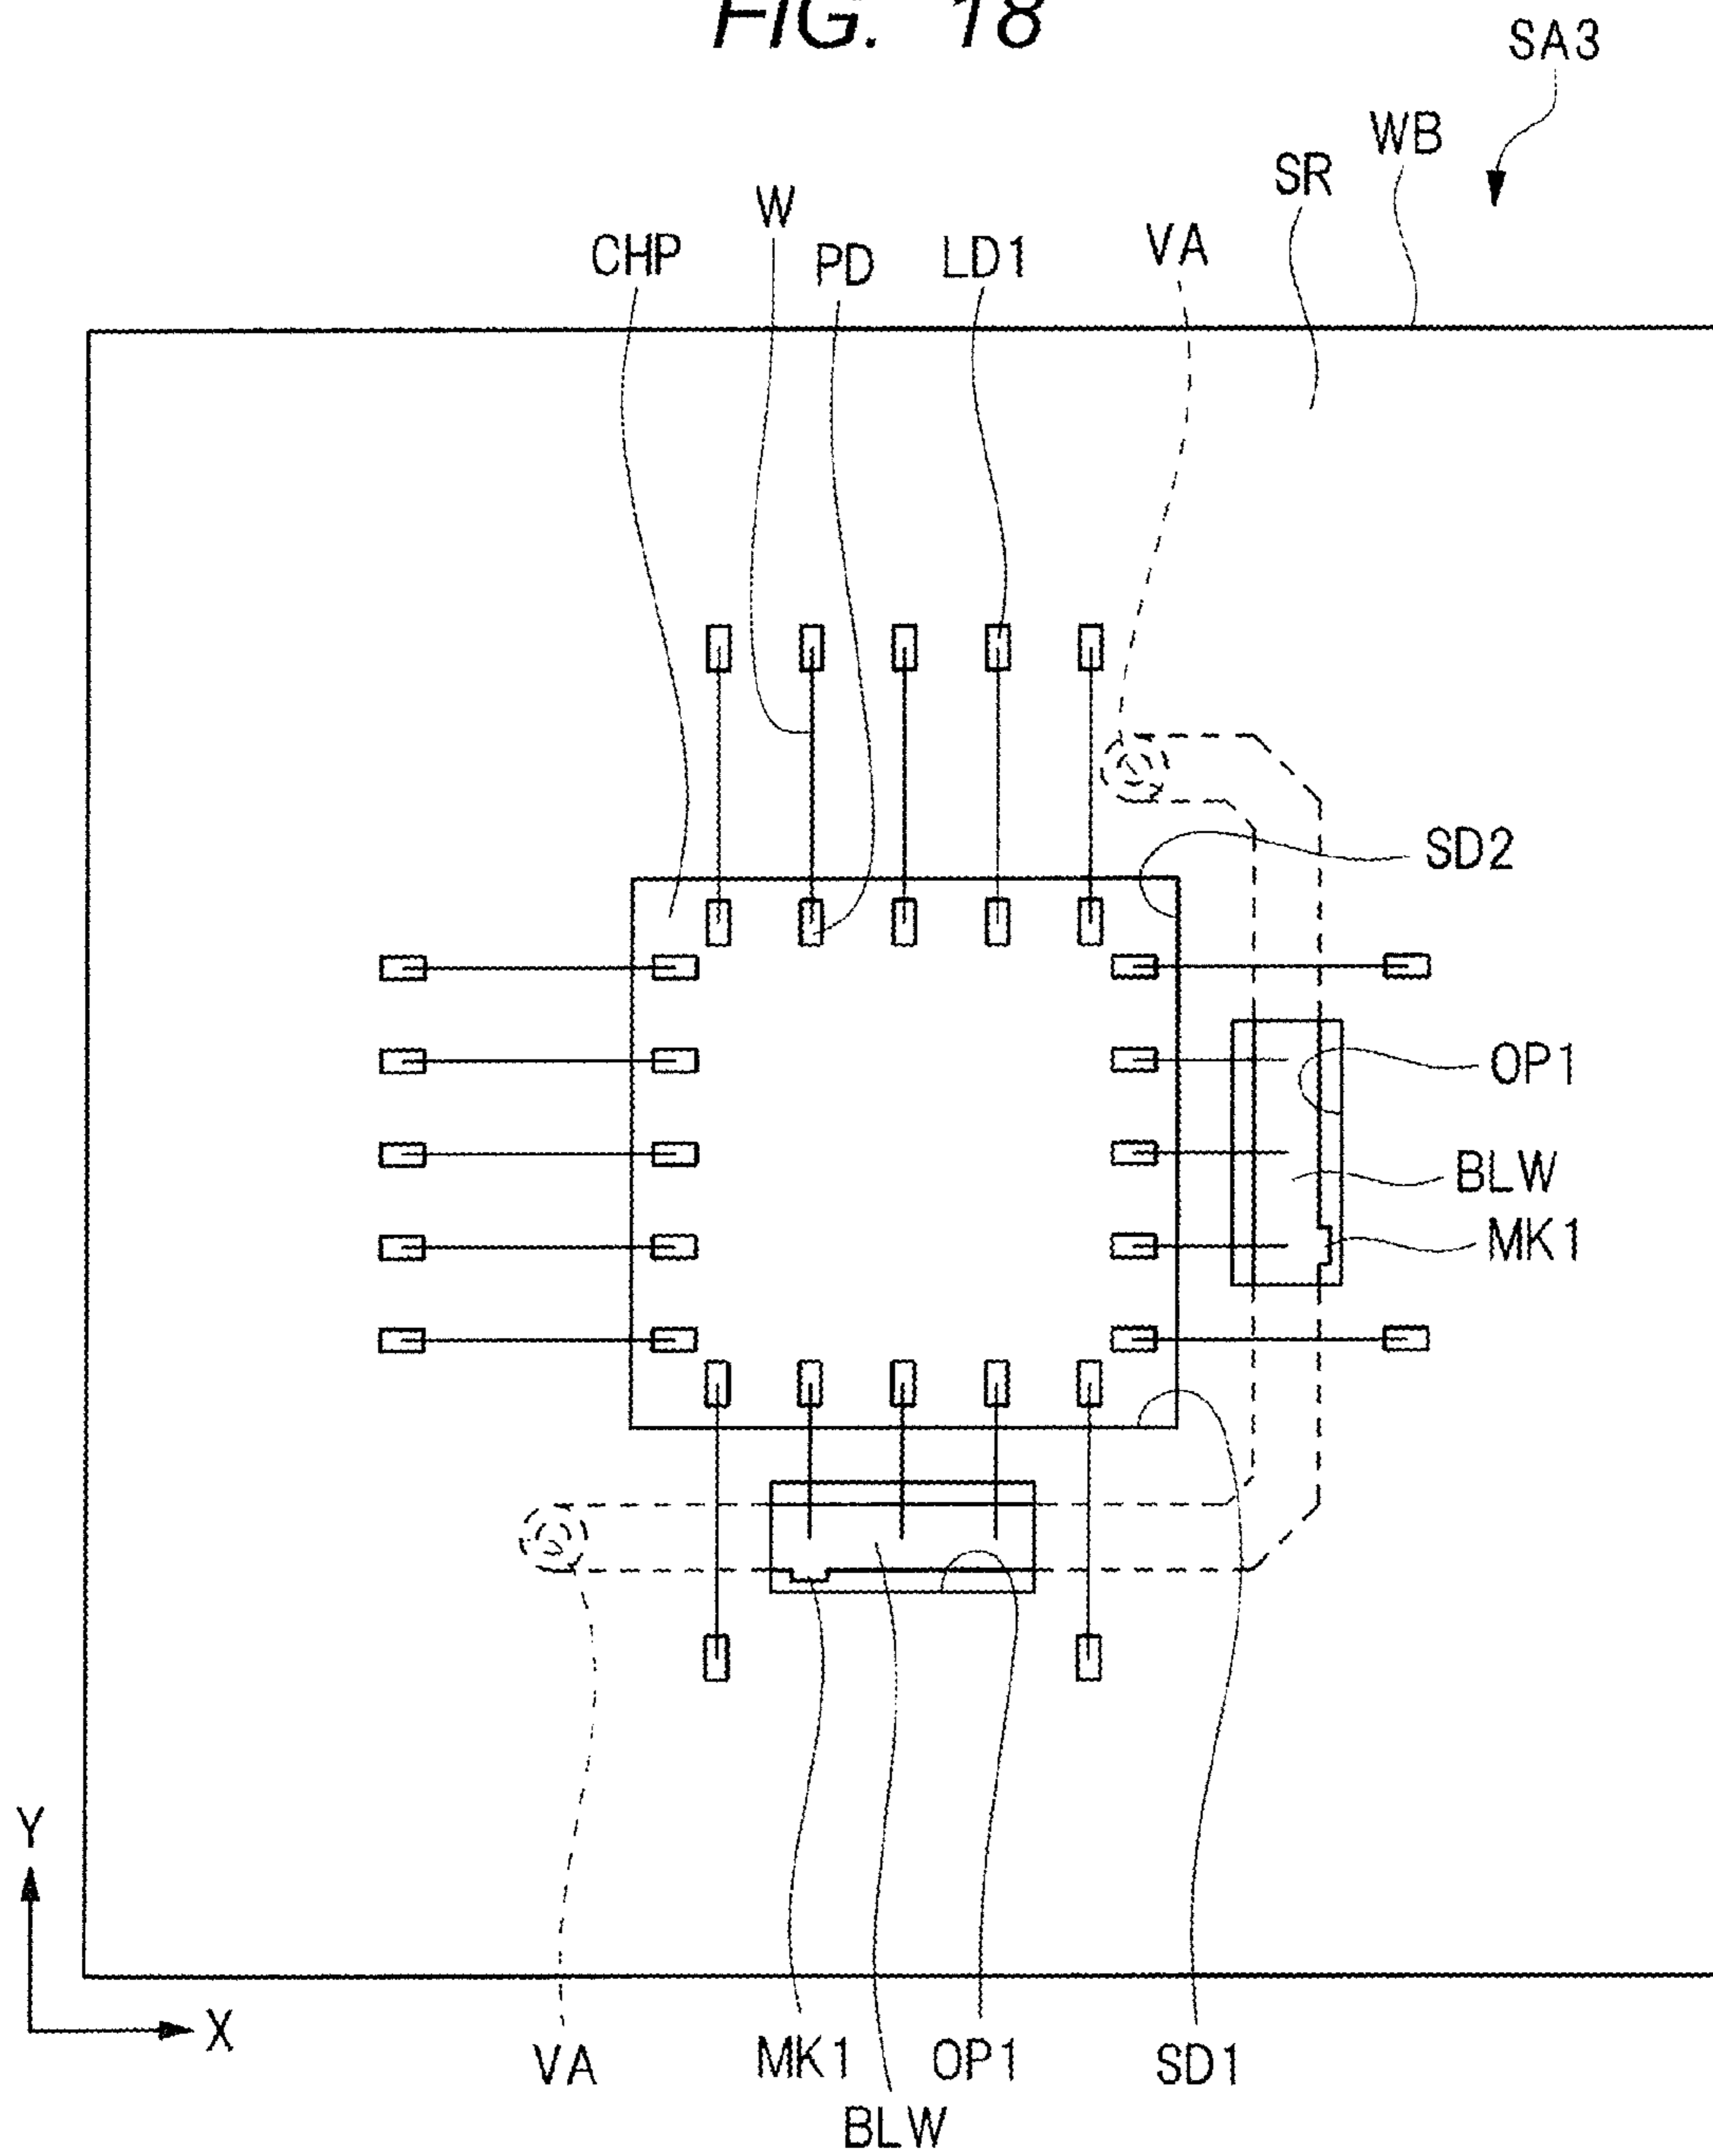 FIG. 18
SA3
WB
SR
W
VA
CHP
PD
LD1
SD2
OP1
BLW
MK1
Y
X
VA
MK1
OP1
SD1
BLW